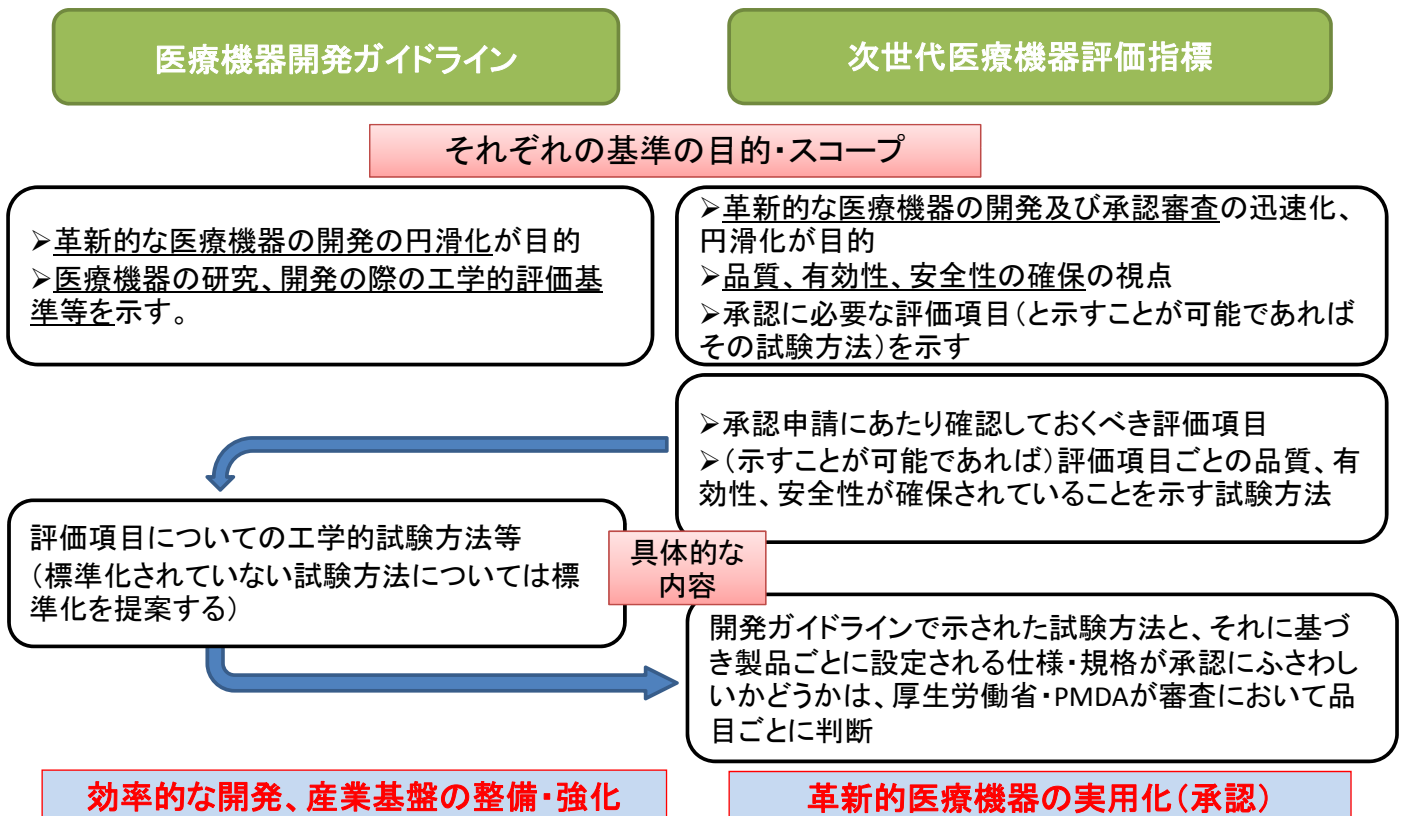 医療機器開発ガイドライン
次世代医療機器評価指標
それぞれの基準の目的・スコープ
➢革新的な医療機器の開発の円滑化が目的
➢医療機器の研究、開発の際の工学的評価基
準等を示す。
➢革新的な医療機器の開発及び承認審査の迅速化、
円滑化が目的
➢品質、有効性、安全性の確保の視点
➢承認に必要な評価項目（と示すことが可能であれば
その試験方法）を示す
➢承認申請にあたり確認しておくべき評価項目
➢（示すことが可能であれば）評価項目ごとの品質、有
効性、安全性が確保されていることを示す試験方法
評価項目についての工学的試験方法等
（標準化されていない試験方法については標
準化を提案する）
具体的な
内容
開発ガイドラインで示された試験方法と、それに基づ
き製品ごとに設定される仕様・規格が承認にふさわし
いかどうかは、厚生労働省・PMDAが審査において品
目ごとに判断
効率的な開発、産業基盤の整備・強化
革新的医療機器の実用化（承認）